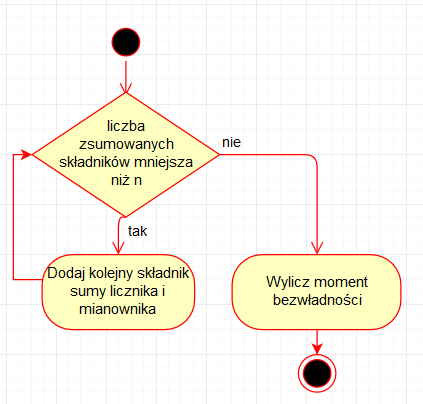 liczba
zsumowanych
składników mniejsza
niż n
nie
tak
Dodaj kolejny składnik
sumy licznika i
mianownika
Wylicz moment
bezwładności